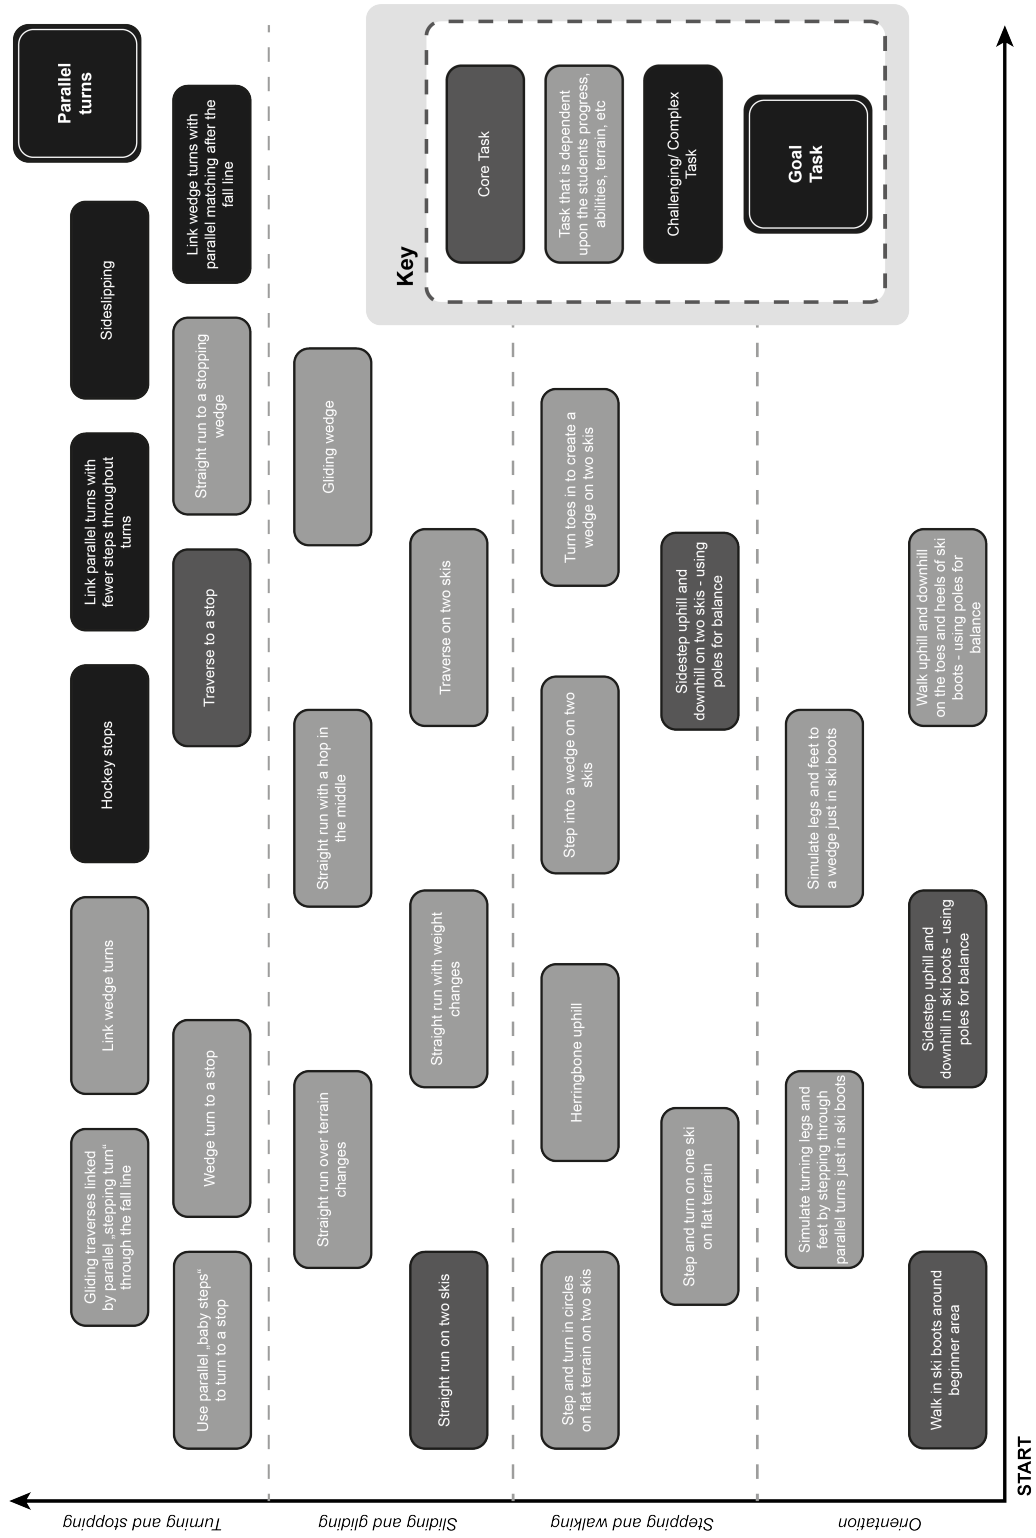 Parallel
turns
Sideslipping
Link parallel turns with
fewer steps throughout
turns
Hockey stops
Link wedge turns
Gliding traverses linked
by parallel „stepping turn“
through the fall line
Link wedge turns with
parallel matching after the
fall line
Straight run to a stopping
wedge
Traverse to a stop
Wedge turn to a stop
Use parallel „baby steps“
to turn to a stop
Turning and stopping
Gliding wedge
Straight run with a hop in
the middle
Straight run over terrain
changes
Traverse on two skis
Straight run with weight
changes
Straight run on two skis
Sliding and gliding
Turn toes in to create a
wedge on two skis
Step into a wedge on two
skis
Herringbone uphill
Step and turn in circles
on flat terrain on two skis
Sidestep uphill and
downhill on two skis - using
poles for balance
Step and turn on one ski
on flat terrain
Stepping and walking
Simulate legs and feet to
a wedge just in ski boots
Simulate turning legs and
feet by stepping through
parallel turns just in ski boots
Walk uphill and downhill
on the toes and heels of ski
boots - using poles for
balance
Sidestep uphill and
downhill in ski boots - using
poles for balance
Walk in ski boots around
beginner area
Orientation
START
Key
Core Task
Task that is dependent
upon the students progress,
abilities, terrain, etc
Challenging/ Complex
Task
Goal
Task